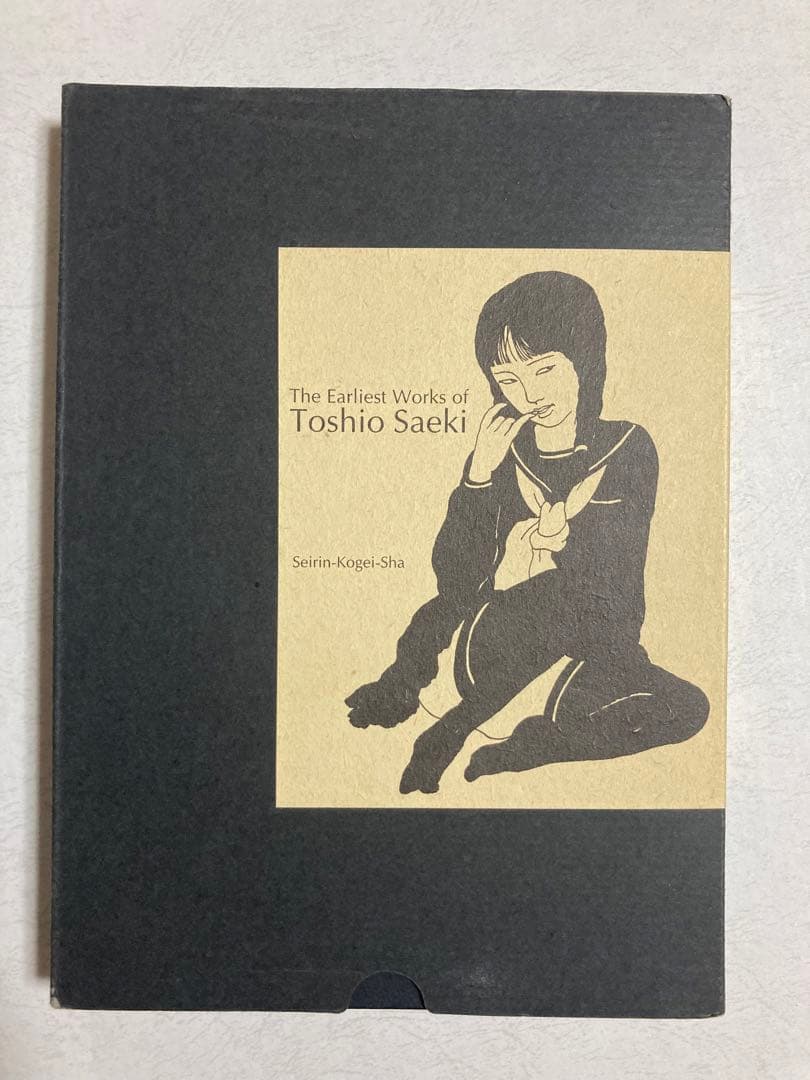 The Earliest Works of
Toshio Saeki
Seirin-Kogei-Sha